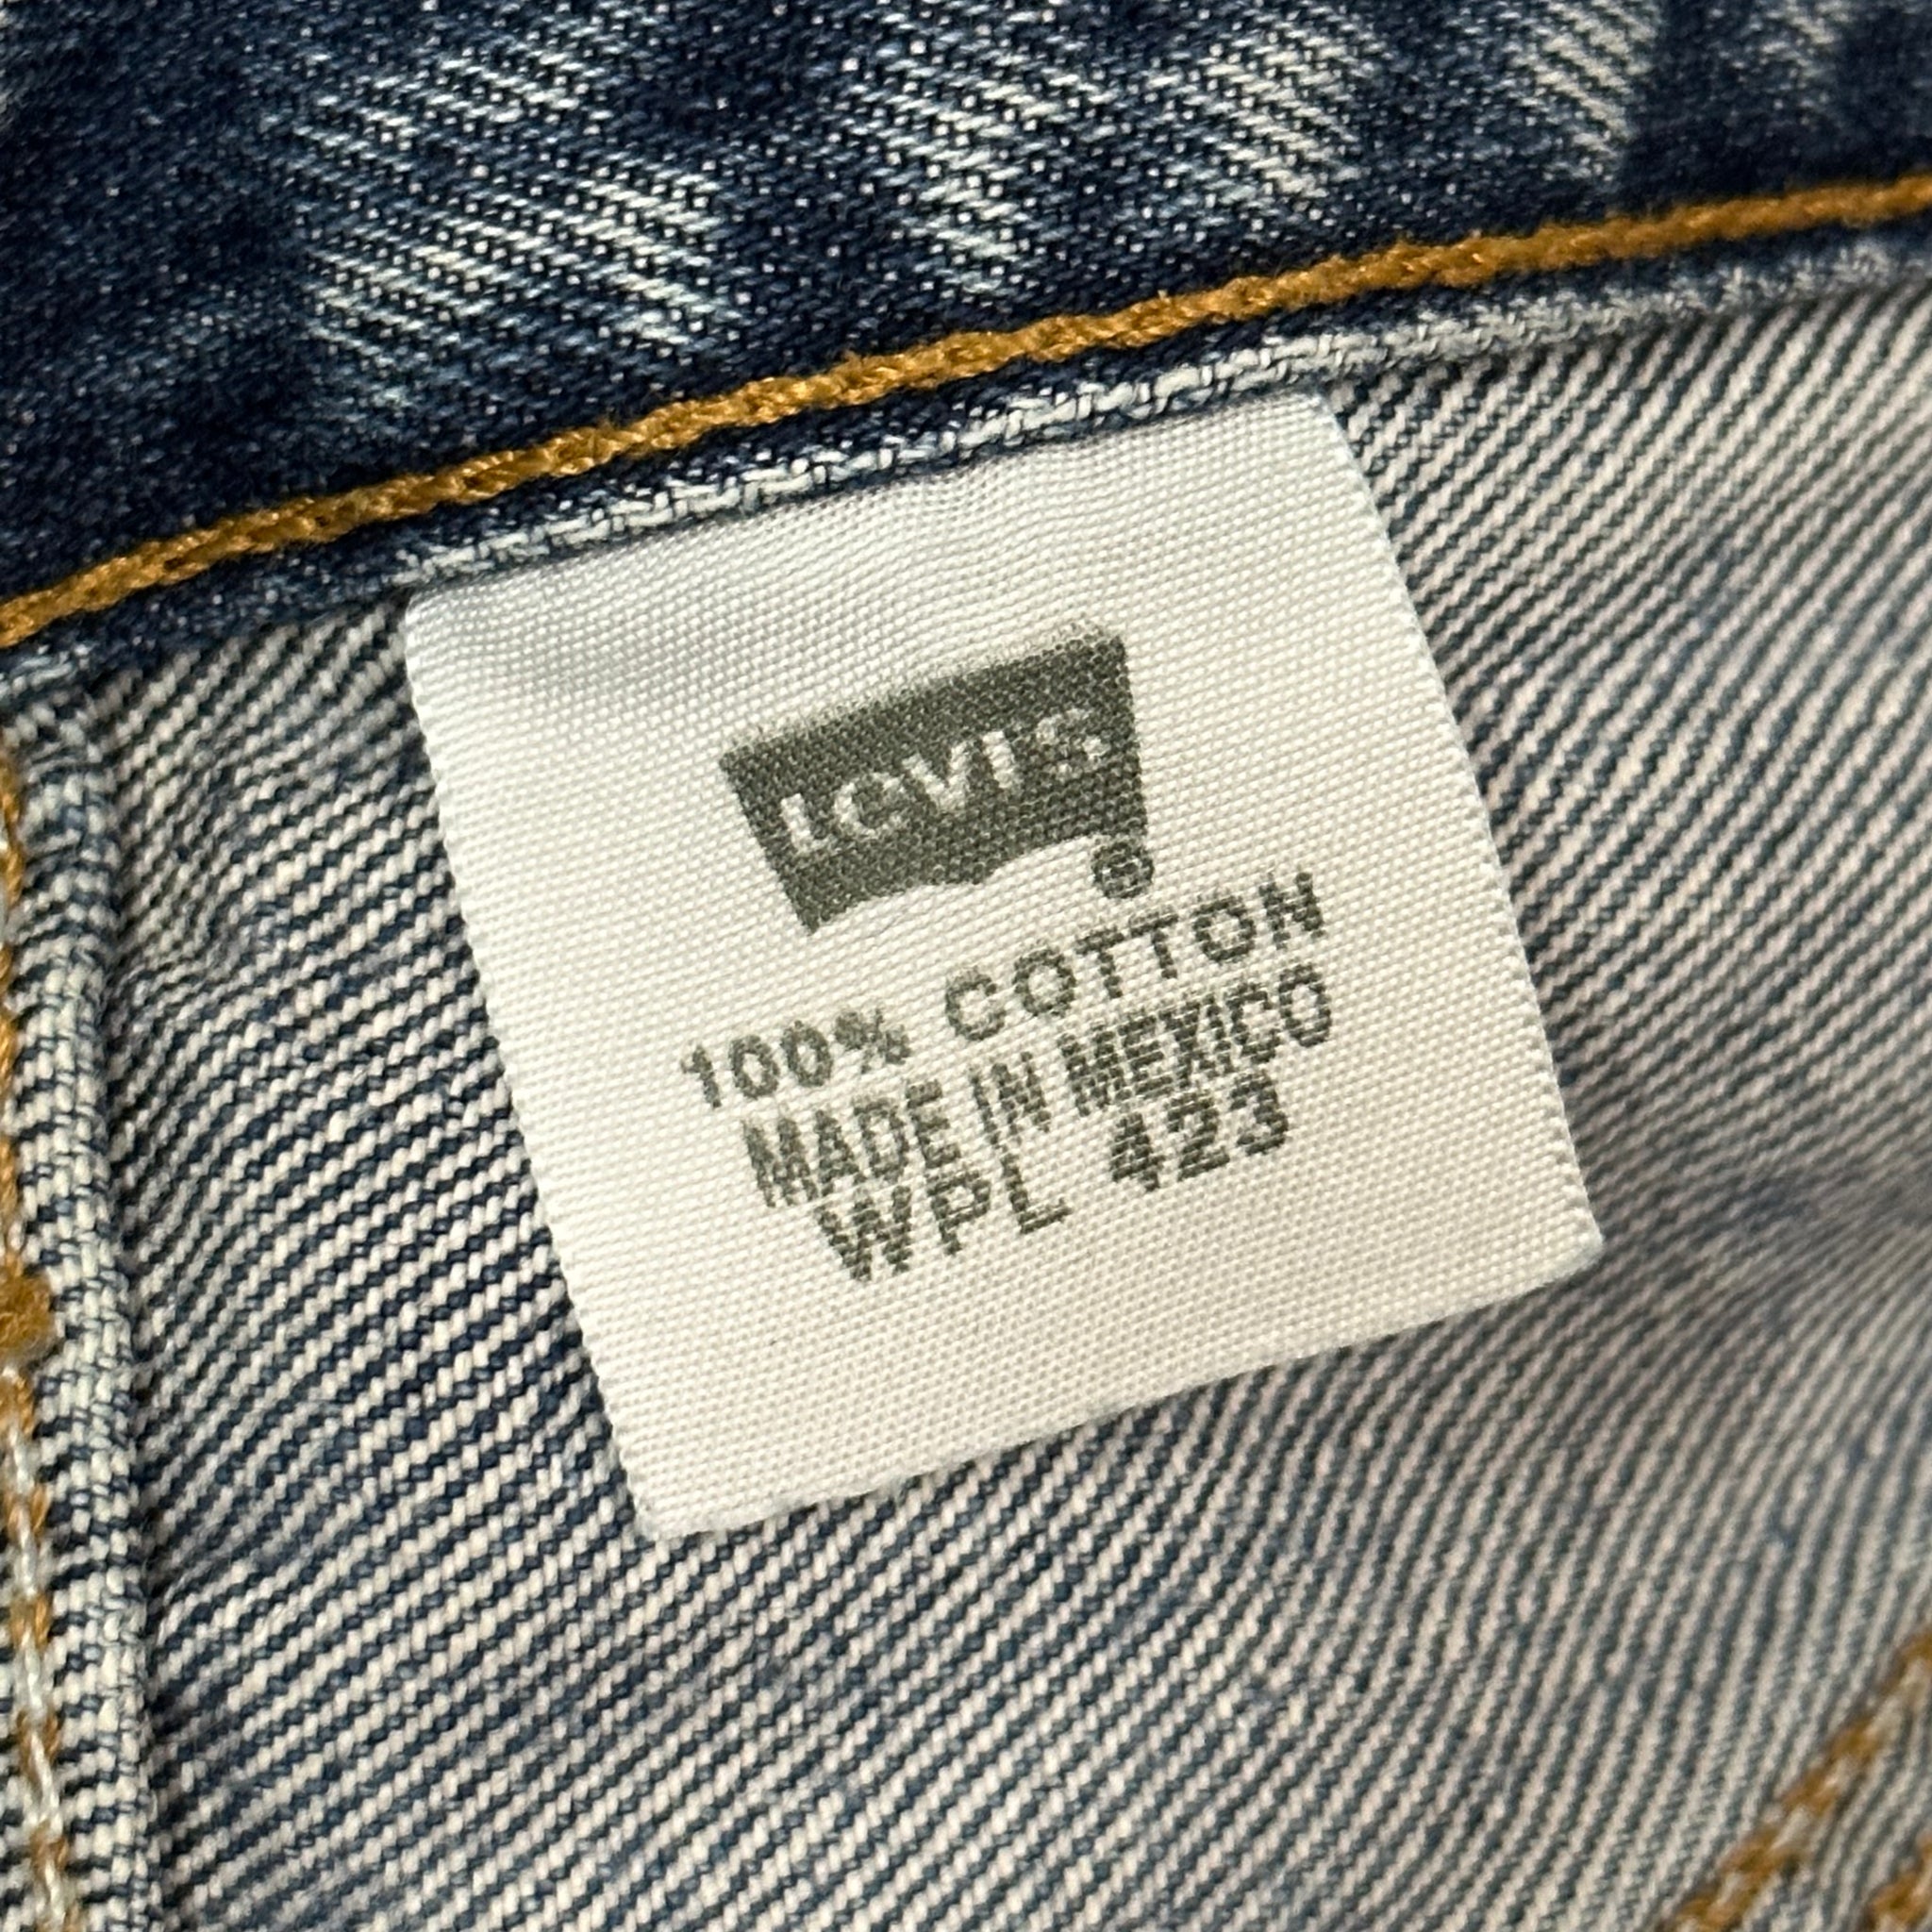 LEVI'S
®
100% COTTON
MADE IN MEXICO
WPL 423